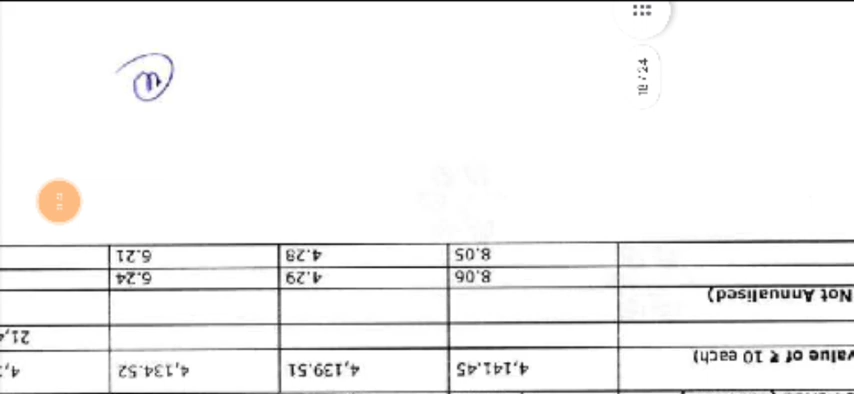 value of ₹ 10 each) 4,141.45 4,139.51 4,134.52
Not Annualised)
8.06 4.29 6.24
8.05 4.28 6.21
18 / 24